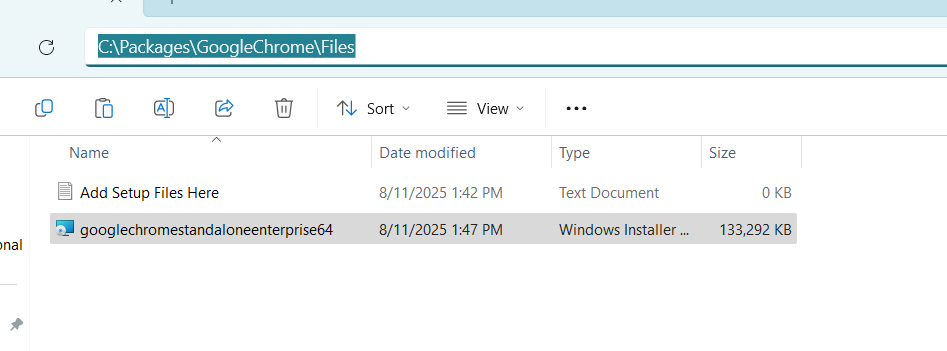 C:\Packages\GoogleChrome\Files
Sort View
Name Date modified Type Size
Add Setup Files Here 8/11/2025 1:42 PM Text Document 0 KB
googlechromestandaloneenterprise64 8/11/2025 1:47 PM Windows Installer ... 133,292 KB
onal